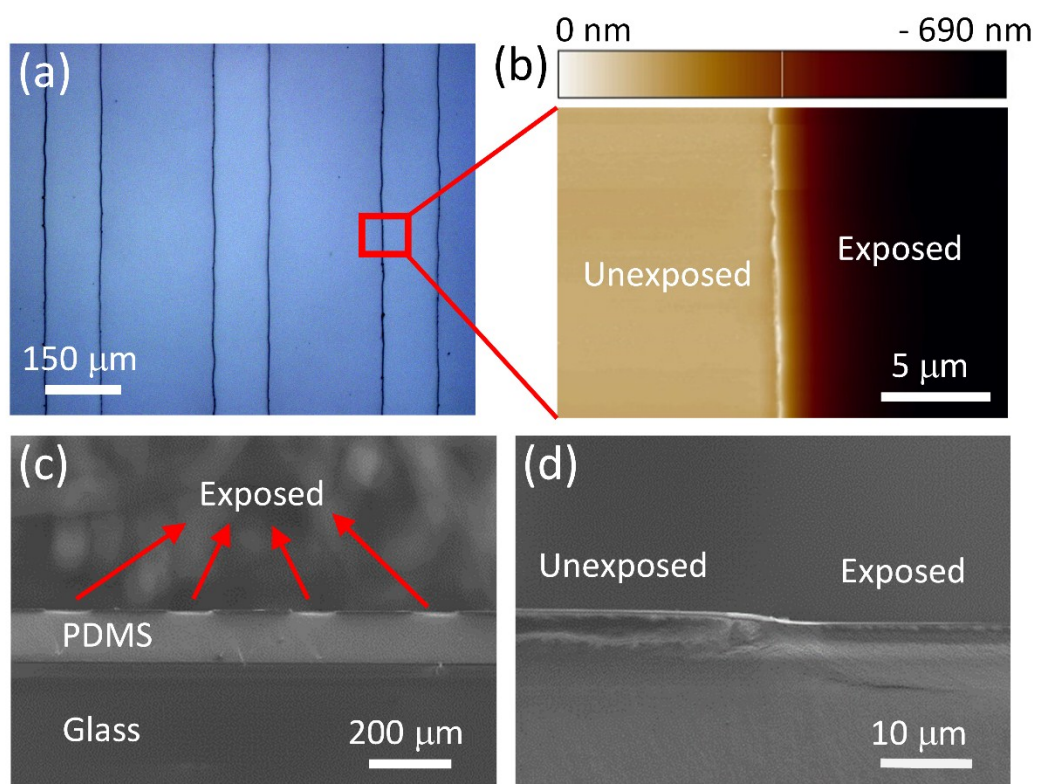 0 nm
- 690 nm
(a)
(b)
Unexposed
Exposed
150 μm
5 μm
(c)
Exposed
PDMS
Glass
200 μm
(d)
Unexposed
Exposed
10 μm